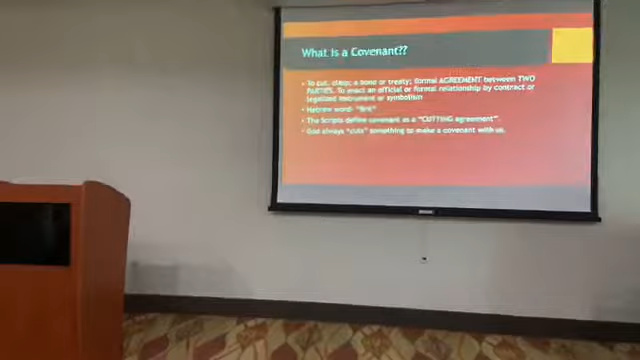 What Is a Covenant??
• To cut, clasp; a bond or treaty; formal AGREEMENT between TWO
PARTIES. To enact an official or formal relationship by contract or
legalized instrument or symbolism
• Hebrew word-
• The Scripts define covenant as a "CUTTING agreement".
• God always "cuts" something to make a covenant with us.